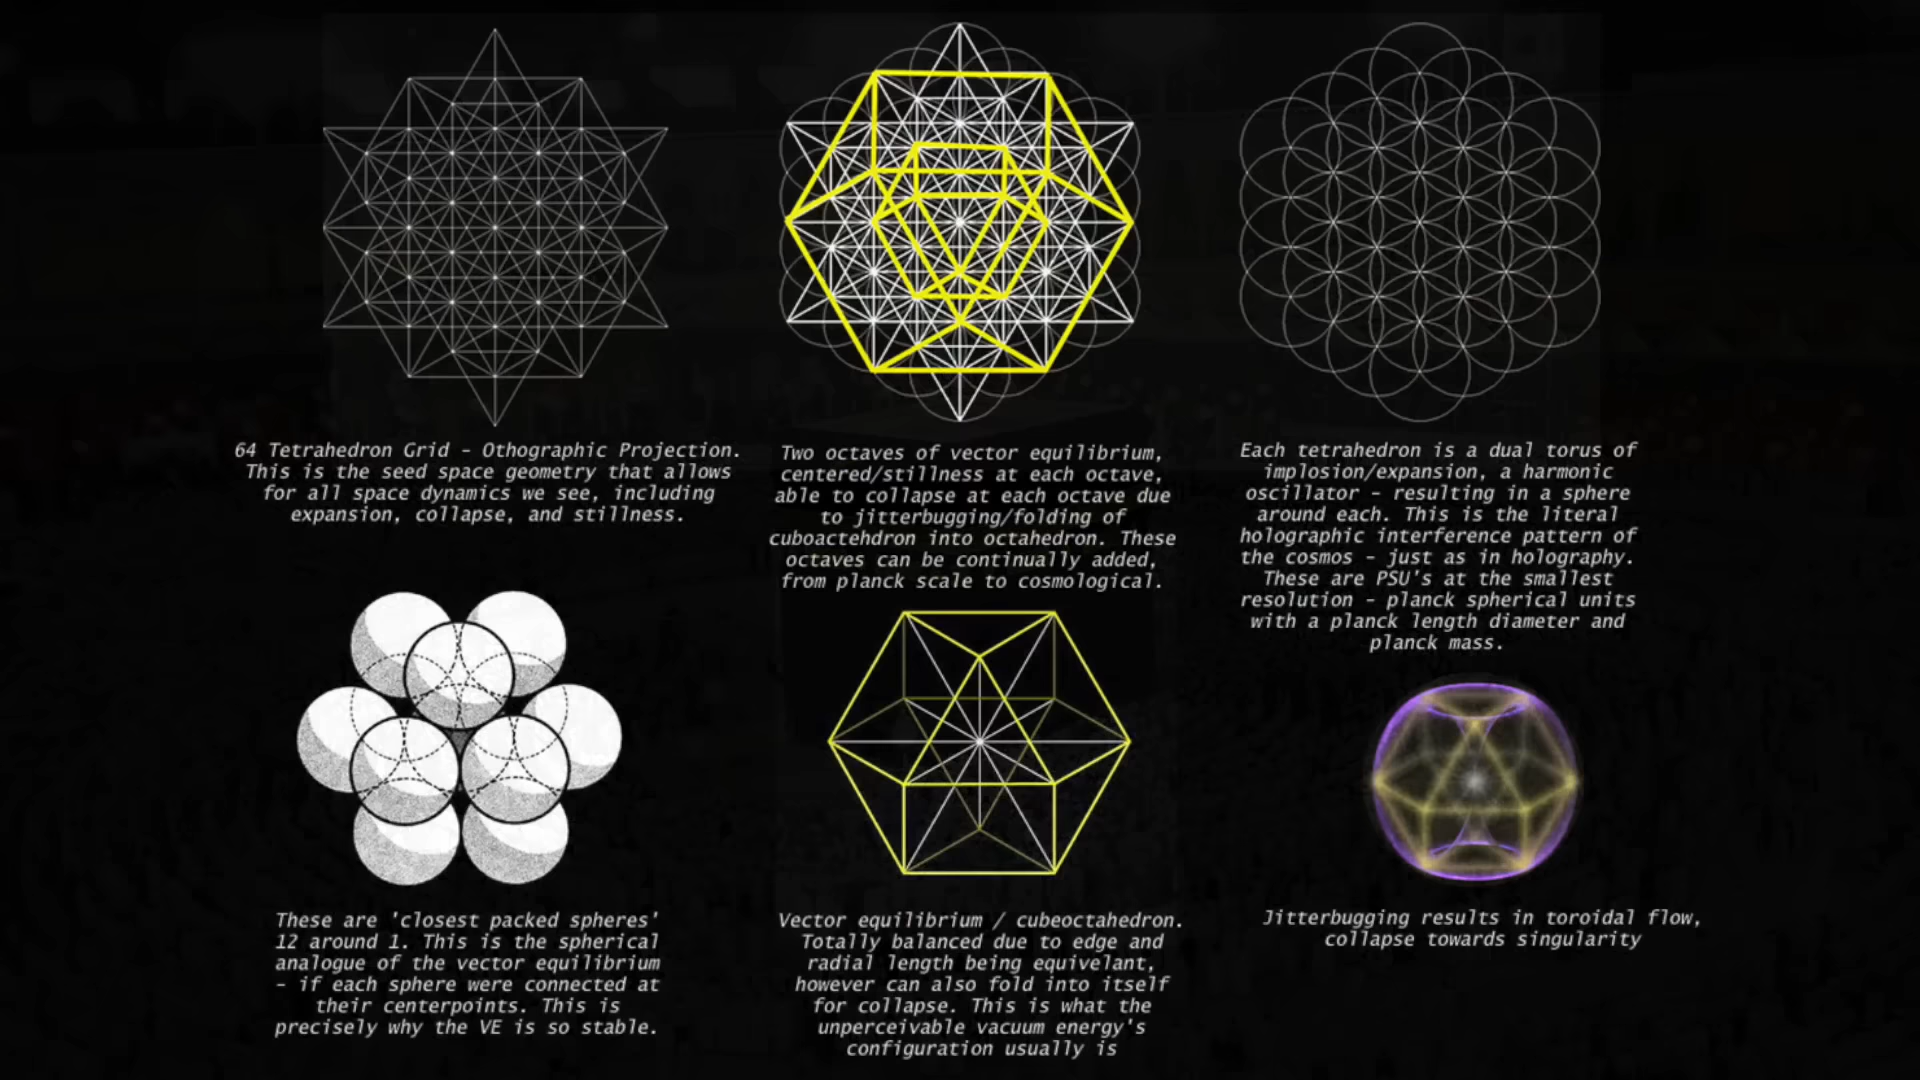 64 Tetrahedron Grid - Othographic Projection.
This is the seed space geometry that allows
for all space dynamics we see, including
expansion, collapse, and stillness.
Two octaves of vector equilibrium,
centered/stillness at each octave,
able to collapse at each octave due
to jitterbugging/folding of
cuboactehdron into octahedron. These
octaves can be continually added,
from planck scale to cosmological.
Each tetrahedron is a dual torus of
implosion/expansion, a harmonic
oscillator - resulting in a sphere
around each. This is the literal
holographic interference pattern of
the cosmos - just as in holography.
These are PSU's at the smallest
resolution - planck spherical units
with a planck length diameter and
planck mass.
These are 'closest packed spheres'
12 around 1. This is the spherical
analogue of the vector equilibrium
- if each sphere were connected at
their centerpoints. This is
precisely why the VE is so stable.
Vector equilibrium / cubeoctahedron.
Totally balanced due to edge and
radial length being equivelant,
however can also fold into itself
for collapse. This is what the
unperceivable vacuum energy's
configuration usually is
Jitterbugging results in toroidal flow,
collapse towards singularity